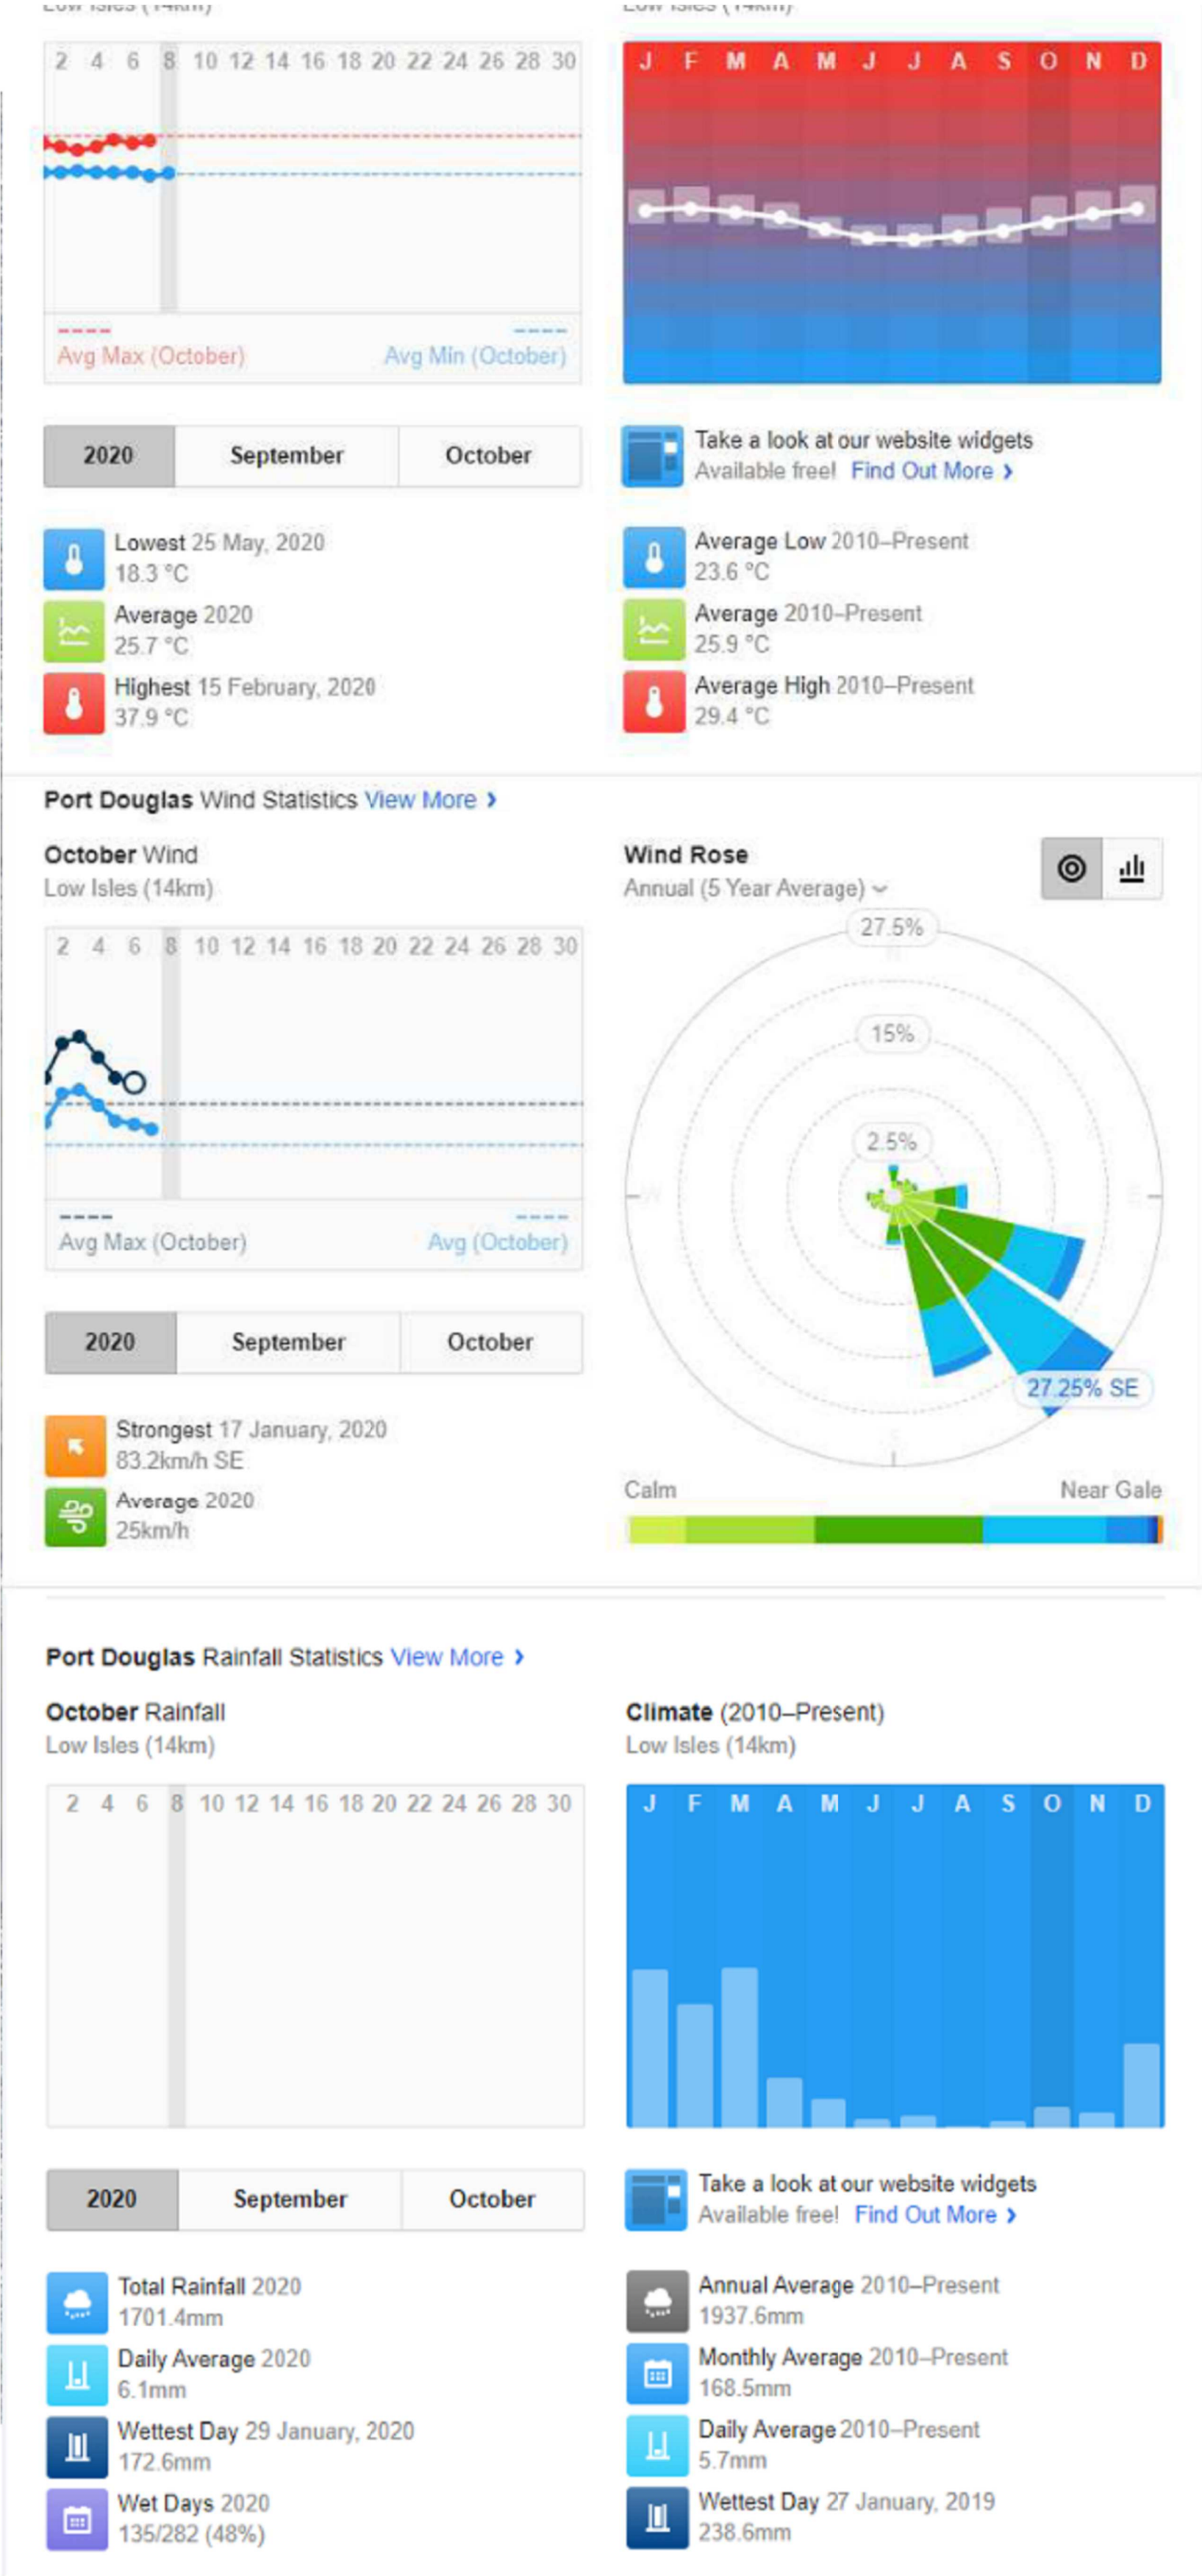 Low Isles (14km)
Low Isles (14km)
2 4 6 8 10 12 14 16 18 20 22 24 26 28 30
J F M A M J J A S O N D
Avg Max (October)
Avg Min (October)
2020 September October
Take a look at our website widgets
Available free! Find Out More ›
Lowest 25 May, 2020
18.3 °C
Average 2020
25.7 °C
Highest 15 February, 2020
37.9 °C
Average Low 2010–Present
23.6 °C
Average 2010–Present
25.9 °C
Average High 2010–Present
29.4 °C
Port Douglas Wind Statistics View More ›
October Wind
Low Isles (14km)
2 4 6 8 10 12 14 16 18 20 22 24 26 28 30
Avg Max (October)
Avg (October)
2020 September October
Strongest 17 January, 2020
83.2km/h SE
Average 2020
25km/h
Wind Rose
Annual (5 Year Average)
27.5%
N
15%
2.5%
W
E
27.25% SE
S
Calm
Near Gale
Port Douglas Rainfall Statistics View More ›
October Rainfall
Low Isles (14km)
2 4 6 8 10 12 14 16 18 20 22 24 26 28 30
Climate (2010–Present)
Low Isles (14km)
J F M A M J J A S O N D
2020 September October
Take a look at our website widgets
Available free! Find Out More ›
Total Rainfall 2020
1701.4mm
Daily Average 2020
6.1mm
Wettest Day 29 January, 2020
172.6mm
Wet Days 2020
135/282 (48%)
Annual Average 2010–Present
1937.6mm
Monthly Average 2010–Present
168.5mm
Daily Average 2010–Present
5.7mm
Wettest Day 27 January, 2019
238.6mm